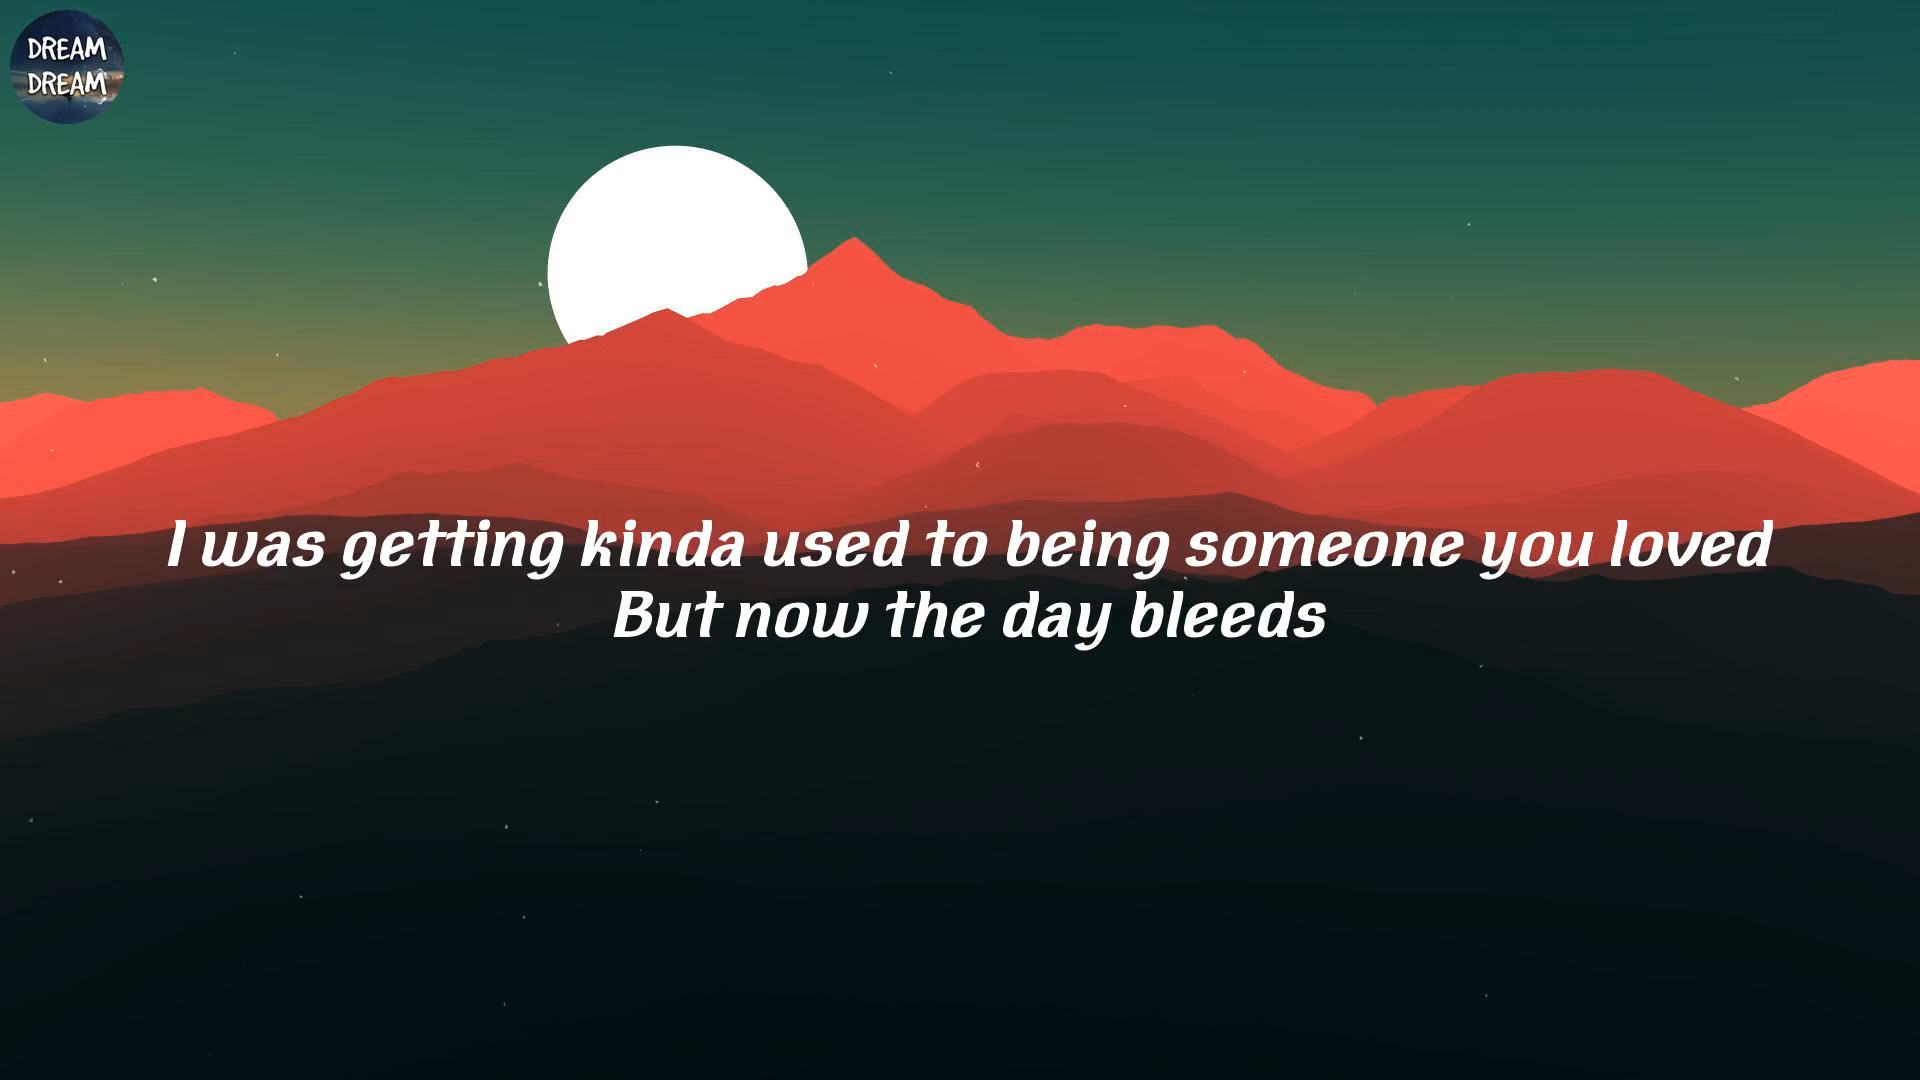 DREAM
DREAM
I was getting kinda used to being someone you loved
But now the day bleeds